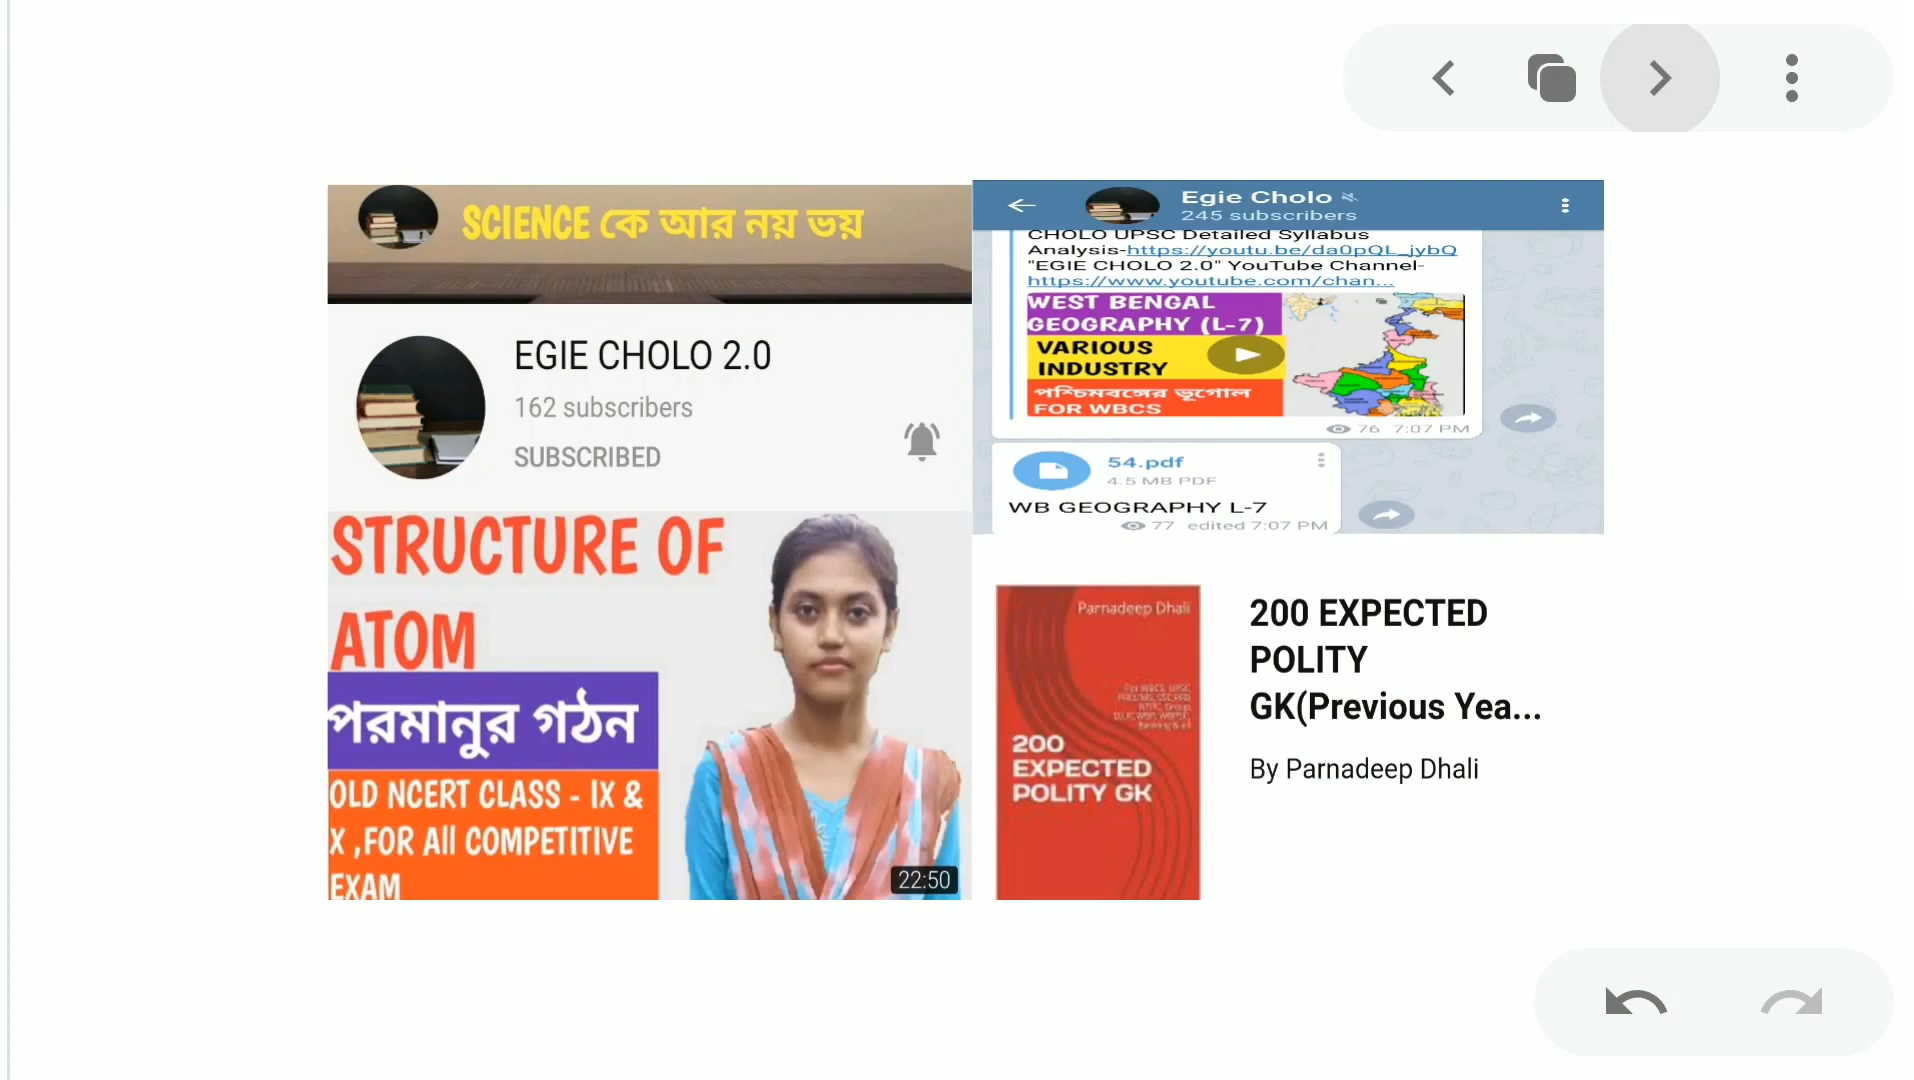 SCIENCE কে আর নয় ভয়
EGIE CHOLO 2.0
162 subscribers
SUBSCRIBED
STRUCTURE OF
ATOM
পরমানুর গঠন
OLD NCERT CLASS - IX &
X ,FOR All COMPETITIVE
EXAM
22:50
Egie Cholo
245 subscribers
CHOLO UPSC Detailed Syllabus
Analysis-https://youtu.be/da0pQL_jybQ
"EGIE CHOLO 2.0" YouTube Channel-
https://www.youtube.com/chan...
WEST BENGAL
GEOGRAPHY (L-7)
VARIOUS
INDUSTRY
পশ্চিমবঙ্গের ভূগোল
FOR WBCS
76 7:07 PM
54.pdf
4.5 MB PDF
WB GEOGRAPHY L-7
77 edited 7:07 PM
Parnadeep Dhali
200
EXPECTED
POLITY GK
200 EXPECTED
POLITY
GK(Previous Yea...
By Parnadeep Dhali